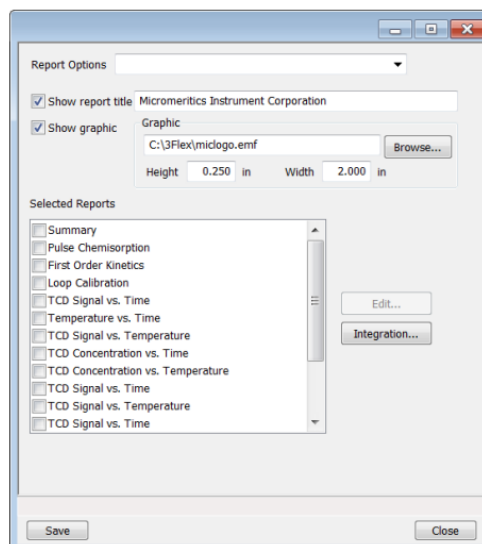 Report Options
Show report title Micromeritics Instrument Corporation
Show graphic
Graphic
C:\3Flex\miclogo.emf Browse...
Height 0.250 in Width 2.000 in
Selected Reports
Summary
Pulse Chemisorption
First Order Kinetics
Loop Calibration
TCD Signal vs. Time
Temperature vs. Time
TCD Signal vs. Temperature
TCD Concentration vs. Time
TCD Concentration vs. Temperature
TCD Signal vs. Time
TCD Signal vs. Temperature
TCD Signal vs. Time
Edit...
Integration...
Save Close